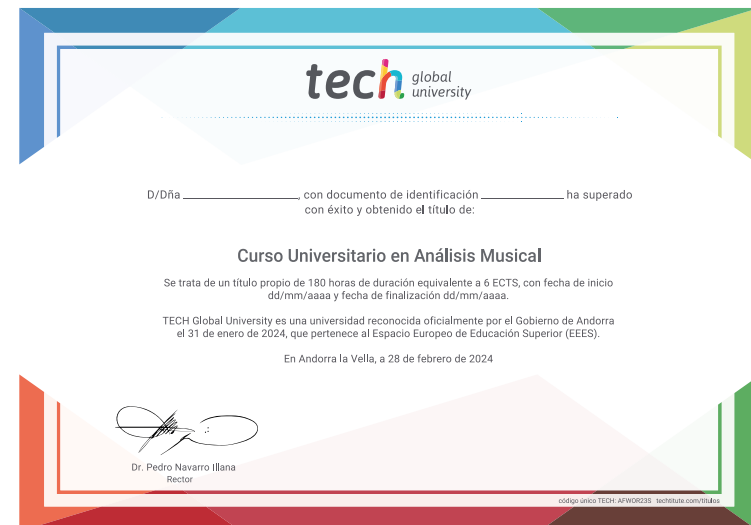 tech global university
D/Dña ____________________, con documento de identificación ______________ ha superado
con éxito y obtenido el título de:
Curso Universitario en Análisis Musical
Se trata de un título propio de 180 horas de duración equivalente a 6 ECTS, con fecha de inicio
dd/mm/aaaa y fecha de finalización dd/mm/aaaa.
TECH Global University es una universidad reconocida oficialmente por el Gobierno de Andorra
el 31 de enero de 2024, que pertenece al Espacio Europeo de Educación Superior (EEES).
En Andorra la Vella, a 28 de febrero de 2024
Dr. Pedro Navarro Illana
Rector
código único TECH: AFWOR23S techtitute.com/titulos